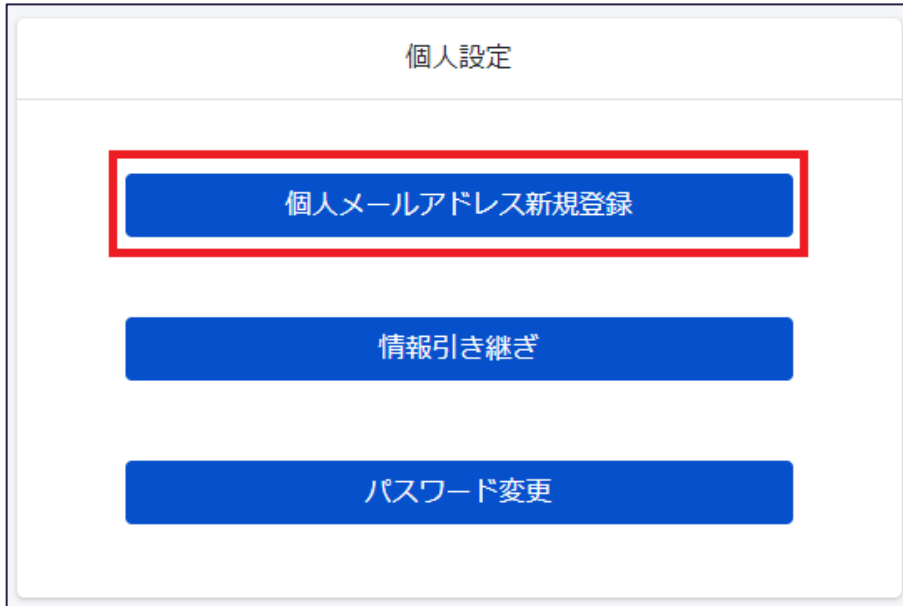 個人設定
個人メールアドレス新規登録
情報引き継ぎ
パスワード変更